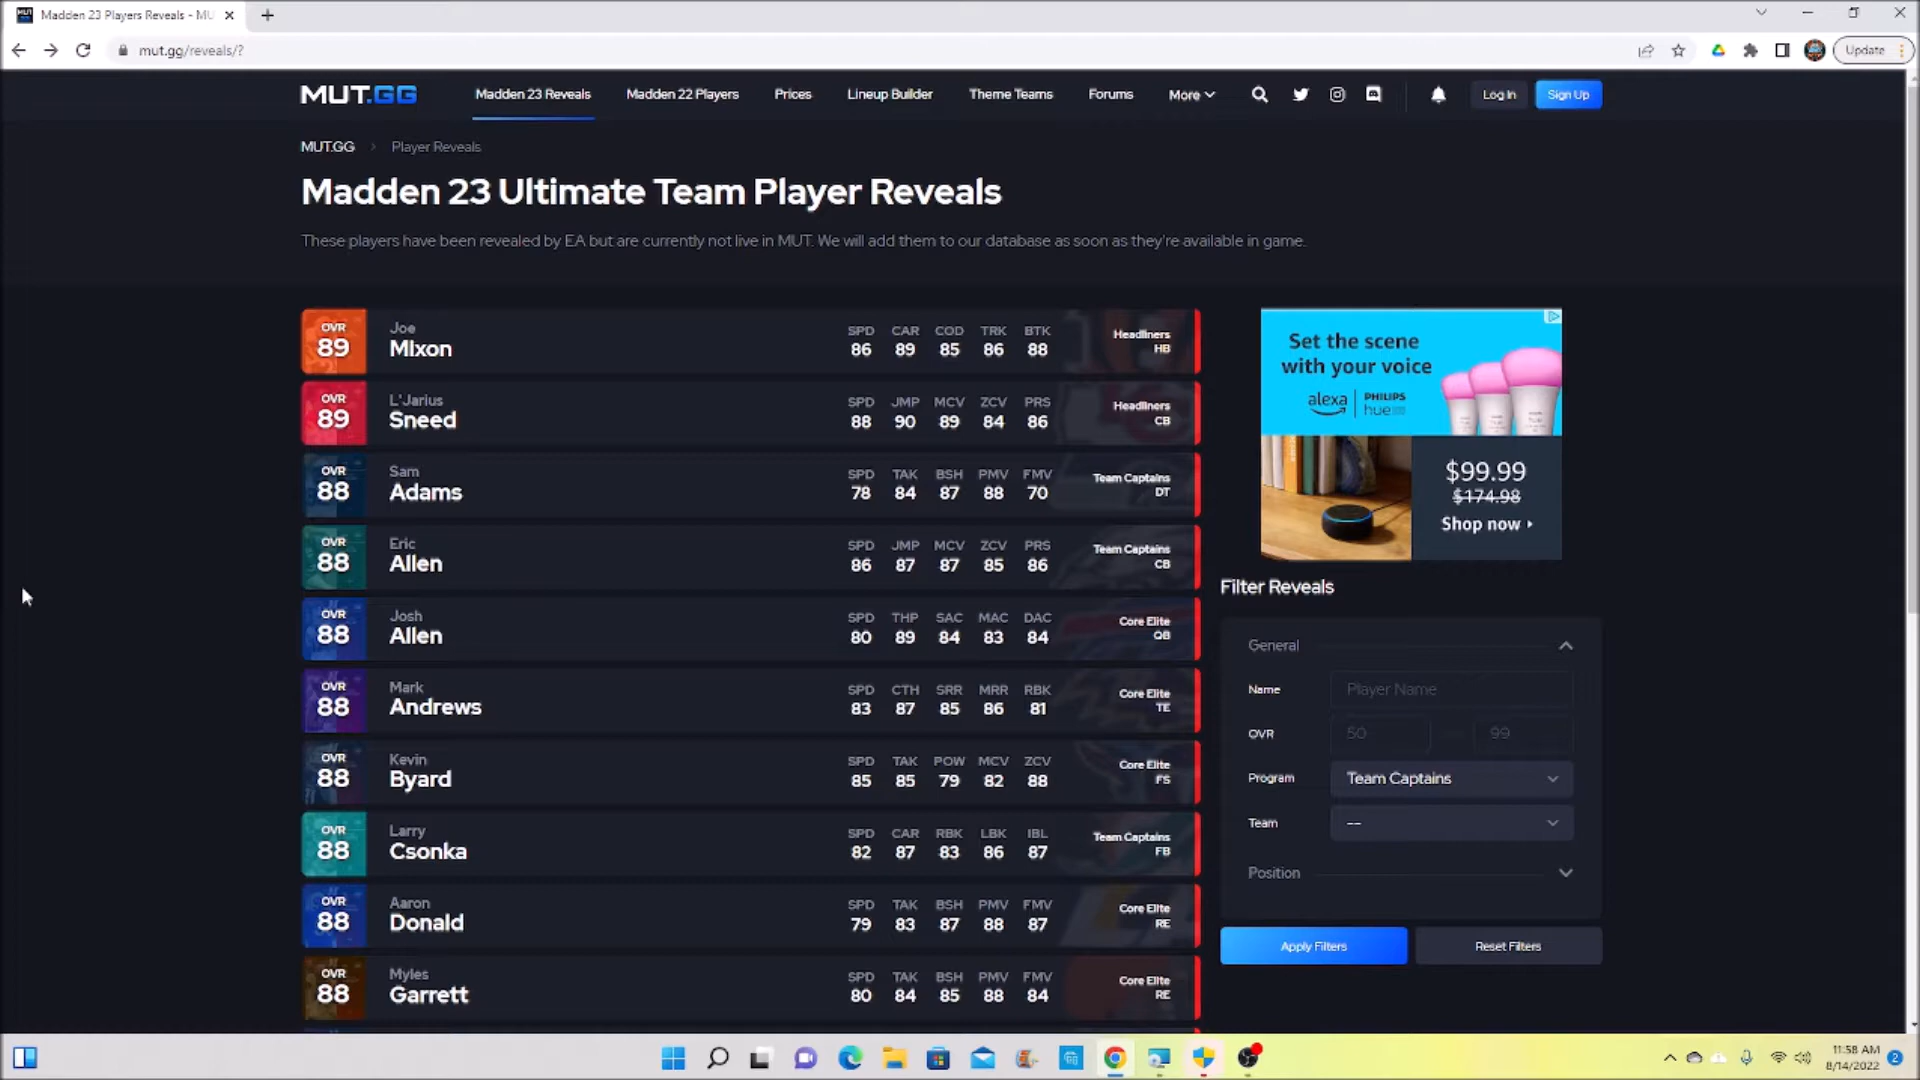 Madden 23 Players Reveals - MU
mut.gg/reveals/?
Update
MUT.GG
Madden 23 Reveals
Madden 22 Players
Prices
Lineup Builder
Theme Teams
Forums
More
Log In
Sign Up
MUT.GG > Player Reveals
Madden 23 Ultimate Team Player Reveals
These players have been revealed by EA but are currently not live in MUT. We will add them to our database as soon as they're available in game.
OVR 89 Joe Mixon SPD 86 CAR 89 COD 85 TRK 86 BTK 88 Headliners HB
OVR 89 L'Jarius Sneed SPD 88 JMP 90 MCV 89 ZCV 84 PRS 86 Headliners CB
OVR 88 Sam Adams SPD 78 TAK 84 BSH 87 PMV 88 FMV 70 Team Captains DT
OVR 88 Eric Allen SPD 86 JMP 87 MCV 87 ZCV 85 PRS 86 Team Captains CB
OVR 88 Josh Allen SPD 80 THP 89 SAC 84 MAC 83 DAC 84 Core Elite QB
OVR 88 Mark Andrews SPD 83 CTH 87 SRR 85 MRR 86 RBK 81 Core Elite TE
OVR 88 Kevin Byard SPD 85 TAK 85 POW 79 MCV 82 ZCV 88 Core Elite FS
OVR 88 Larry Csonka SPD 82 CAR 87 RBK 83 LBK 86 IBL 87 Team Captains FB
OVR 88 Aaron Donald SPD 79 TAK 83 BSH 87 PMV 88 FMV 87 Core Elite RE
OVR 88 Myles Garrett SPD 80 TAK 84 BSH 85 PMV 88 FMV 84 Core Elite RE
Set the scene
with your voice
alexa | PHILIPS hue
$99.99
$174.98
Shop now
Filter Reveals
General
Name Player Name
OVR 50 — 99
Program Team Captains
Team --
Position
Apply Filters Reset Filters
11:58 AM
8/14/2022
2